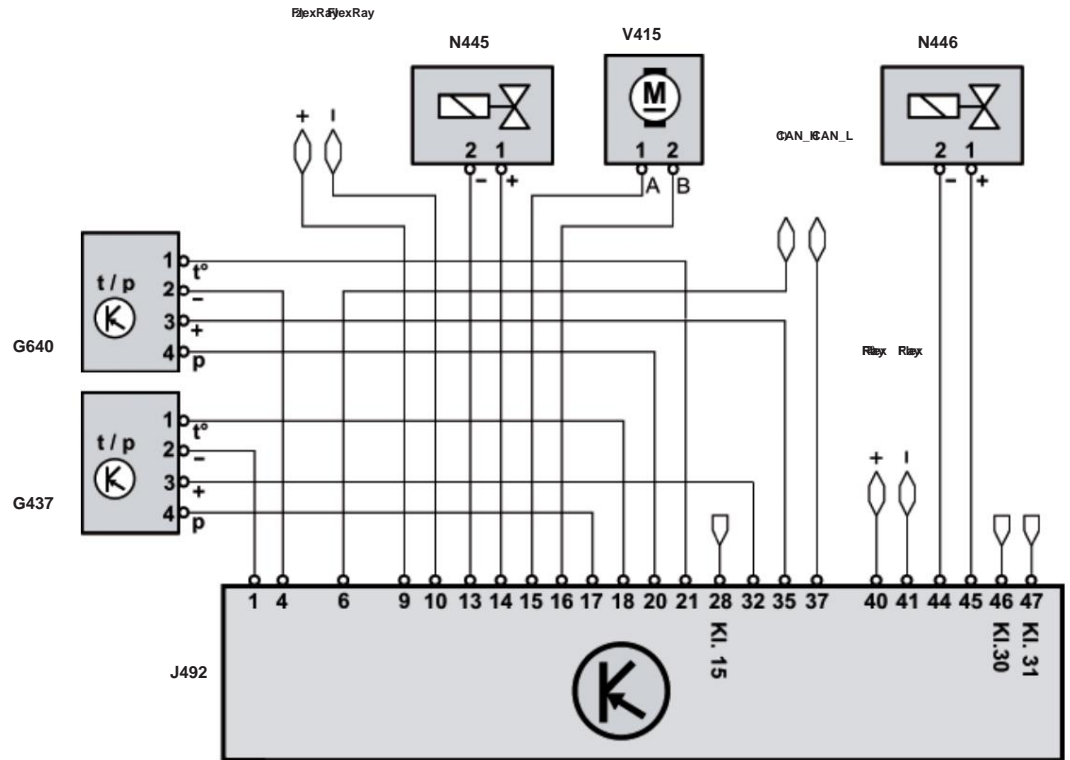 N445
V415
N446
+ –
M
2 1
1 2
2 1
– +
A B
– +
CAN_L
G640
t / p
1 t°
2 –
3 +
4 p
G437
t / p
1 t°
2 –
3 +
4 p
+ –
1 4 6 9 10 13 14 15 16 17 18 20 21 28 32 35 37 40 41 44 45 46 47
Kl. 15
Kl.30
Kl. 31
J492